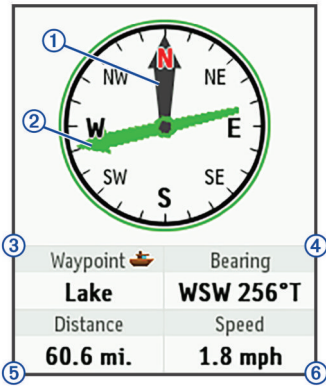 1
N
NW
NE
2
W
E
SW
SE
S
3
4
Waypoint
Bearing
Lake
WSW 256°T
Distance
Speed
60.6 mi.
1.8 mph
5
6